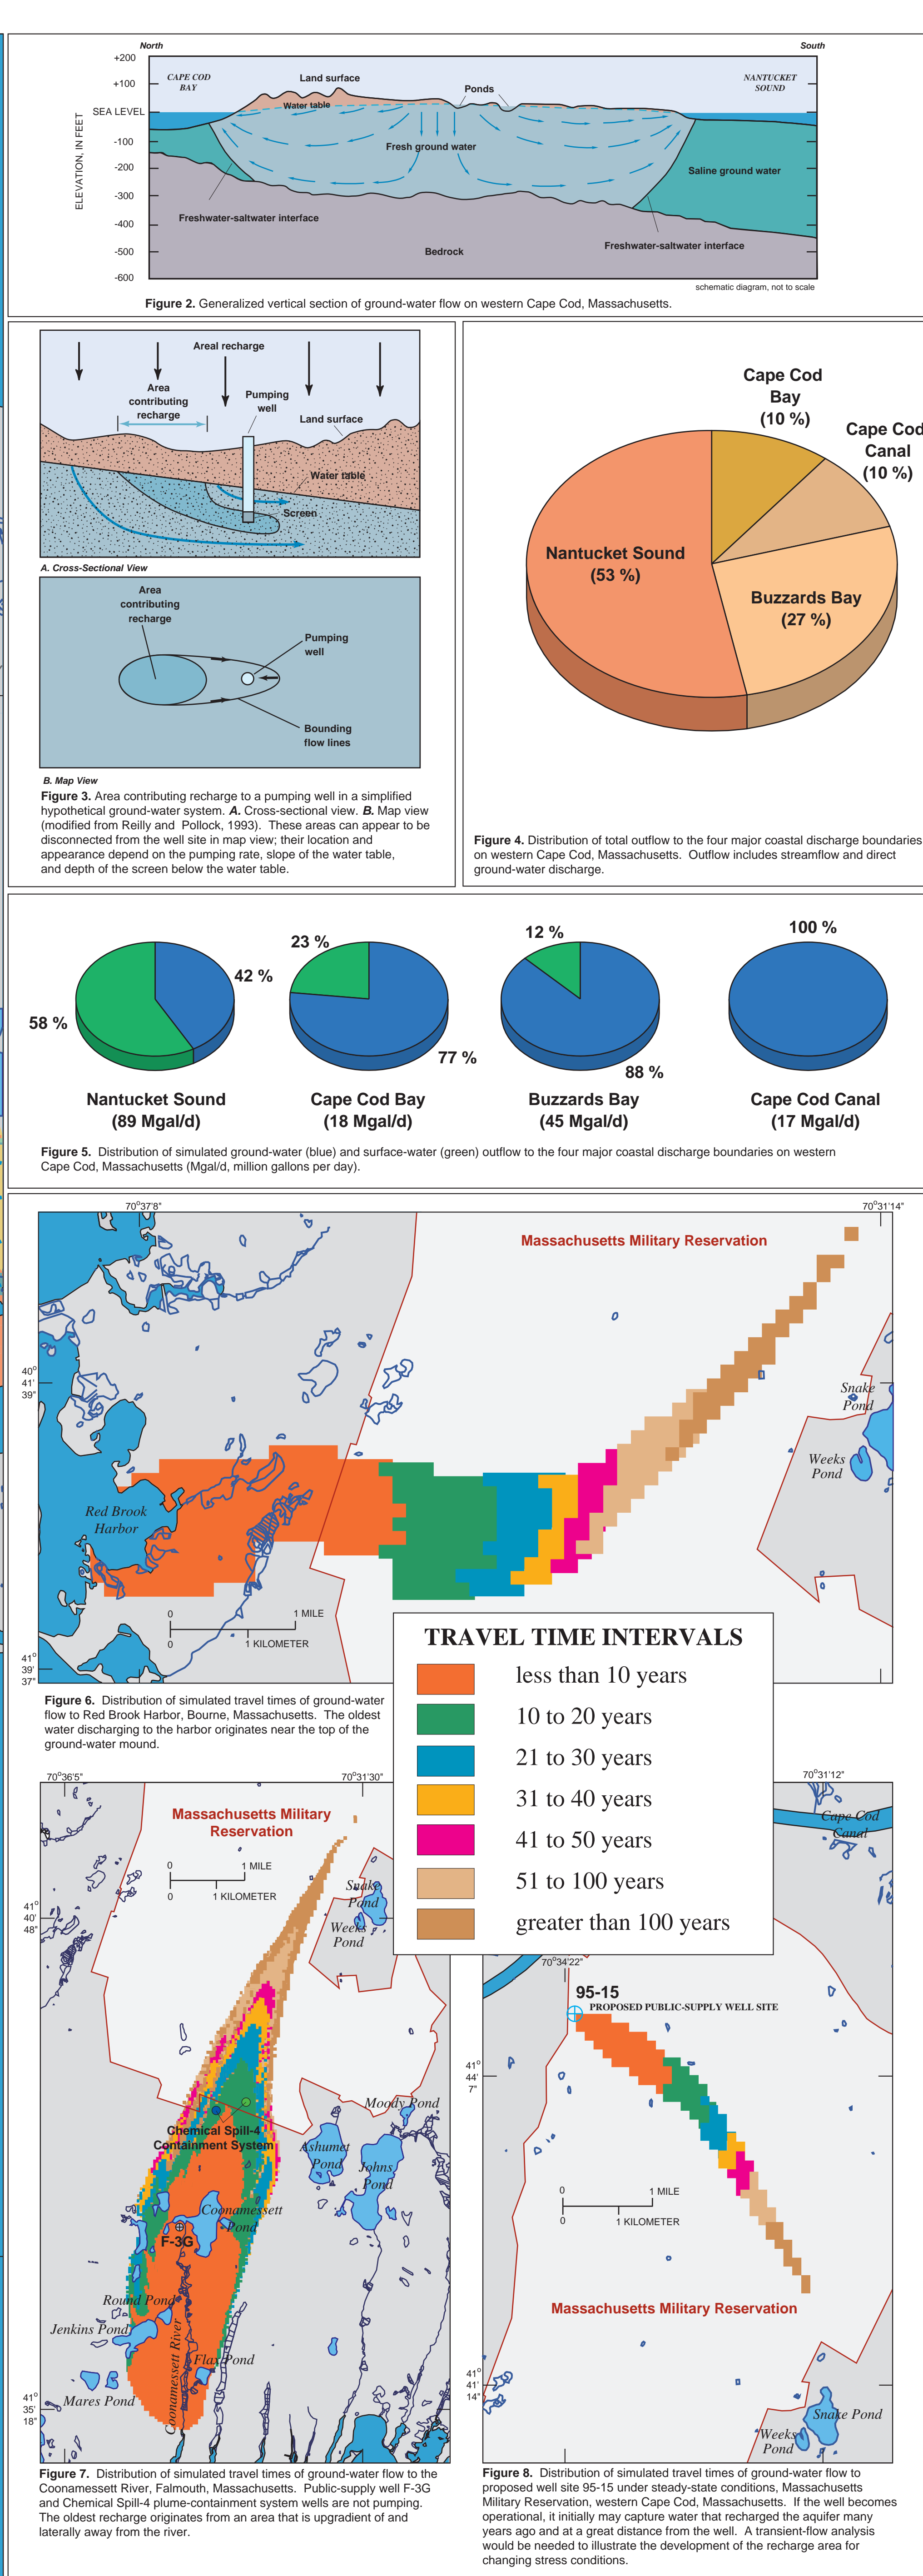 North
South
+200
+100
SEA LEVEL
-100
-200
-300
-400
-500
-600
ELEVATION, IN FEET
CAPE COD
BAY
Land surface
Water table
Ponds
NANTUCKET
SOUND
Fresh ground water
Saline ground water
Freshwater-saltwater interface
Freshwater-saltwater interface
Bedrock
schematic diagram, not to scale
Figure 2. Generalized vertical section of ground-water flow on western Cape Cod, Massachusetts.
Areal recharge
Area
contributing
recharge
Pumping
well
Land surface
Water table
Screen
A. Cross-Sectional View
Area
contributing
recharge
Pumping
well
Bounding
flow lines
B. Map View
Figure 3. Area contributing recharge to a pumping well in a simplified
hypothetical ground-water system. A. Cross-sectional view. B. Map view
(modified from Reilly and Pollock, 1993). These areas can appear to be
disconnected from the well site in map view; their location and
appearance depend on the pumping rate, slope of the water table,
and depth of the screen below the water table.
Cape Cod
Bay
(10 %)
Cape Cod
Canal
(10 %)
Nantucket Sound
(53 %)
Buzzards Bay
(27 %)
Figure 4. Distribution of total outflow to the four major coastal discharge boundaries
on western Cape Cod, Massachusetts. Outflow includes streamflow and direct
ground-water discharge.
58 %
42 %
Nantucket Sound
(89 Mgal/d)
23 %
77 %
Cape Cod Bay
(18 Mgal/d)
12 %
88 %
Buzzards Bay
(45 Mgal/d)
100 %
Cape Cod Canal
(17 Mgal/d)
Figure 5. Distribution of simulated ground-water (blue) and surface-water (green) outflow to the four major coastal discharge boundaries on western
Cape Cod, Massachusetts (Mgal/d, million gallons per day).
70°37'8"
70°31'14"
Massachusetts Military Reservation
40°
41'
39"
Snake
Pond
Weeks
Pond
Red Brook
Harbor
0
1 MILE
0
1 KILOMETER
41°
39'
37"
Figure 6. Distribution of simulated travel times of ground-water
flow to Red Brook Harbor, Bourne, Massachusetts. The oldest
water discharging to the harbor originates near the top of the
ground-water mound.
TRAVEL TIME INTERVALS
less than 10 years
10 to 20 years
21 to 30 years
31 to 40 years
41 to 50 years
51 to 100 years
greater than 100 years
70°36'5"
70°31'30"
Massachusetts Military
Reservation
0
1 MILE
0
1 KILOMETER
41°
40'
48"
Snake
Pond
Weeks
Pond
Moody Pond
Chemical Spill-4
Containment System
Ashumet
Pond
Johns
Pond
Coonamessett
Pond
F-3G
Round Pond
Jenkins Pond
Flax Pond
Mares Pond
Coonamessett River
41°
35'
18"
Figure 7. Distribution of simulated travel times of ground-water flow to the
Coonamessett River, Falmouth, Massachusetts. Public-supply well F-3G
and Chemical Spill-4 plume-containment system wells are not pumping.
The oldest recharge originates from an area that is upgradient of and
laterally away from the river.
70°31'12"
Cape Cod
Canal
70°34'22"
95-15
PROPOSED PUBLIC-SUPPLY WELL SITE
41°
44'
7"
0
1 MILE
0
1 KILOMETER
Massachusetts Military Reservation
41°
41'
14"
Snake Pond
Weeks
Pond
Figure 8. Distribution of simulated travel times of ground-water flow to
proposed well site 95-15 under steady-state conditions, Massachusetts
Military Reservation, western Cape Cod, Massachusetts. If the well becomes
operational, it initially may capture water that recharged the aquifer many
years ago and at a great distance from the well. A transient-flow analysis
would be needed to illustrate the development of the recharge area for
changing stress conditions.